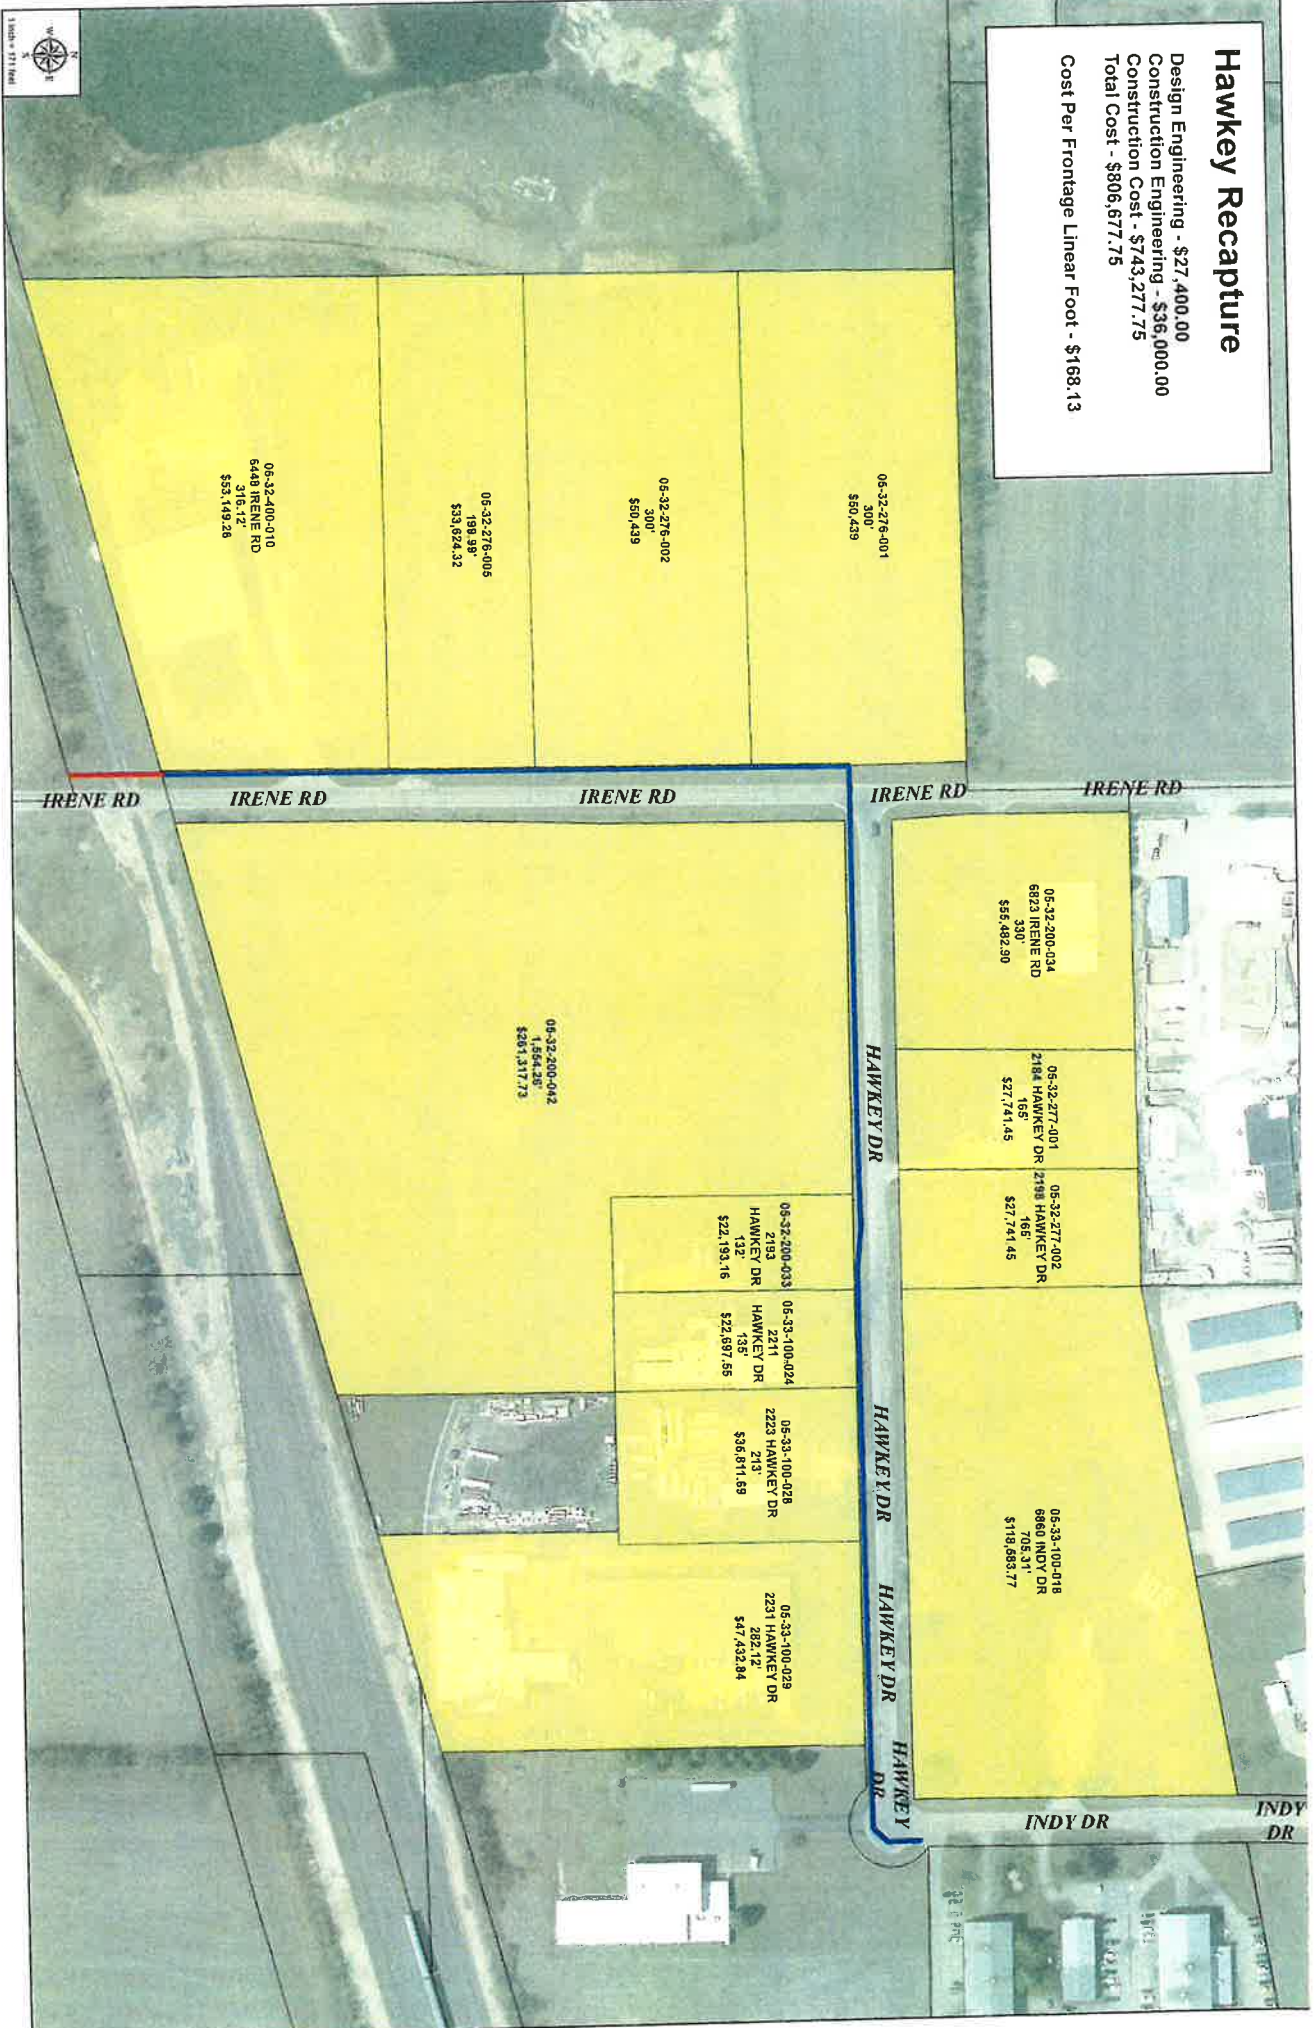 Hawkey Recapture
Design Engineering - $27,400.00
Construction Engineering - $36,000.00
Construction Cost - $743,277.75
Total Cost - $806,677.75
Cost Per Frontage Linear Foot - $168.13
05-32-276-001
300'
$50,439
05-32-276-002
300'
$50,439
05-32-276-005
199.99'
$33,624.32
05-32-400-010
6448 IRENE RD
316.12'
$53,149.26
IRENE RD
IRENE RD
IRENE RD
IRENE RD
IRENE RD
05-32-200-034
6823 IRENE RD
330'
$55,482.90
05-32-277-001
2184 HAWKEY DR
165'
$27,741.45
05-32-277-002
2198 HAWKEY DR
165'
$27,741.45
05-33-100-018
6860 INDY DR
705.31'
$118,583.77
HAWKEY DR
HAWKEY DR
HAWKEY DR
HAWKEY
DR
INDY DR
INDY
DR
05-32-200-042
1,554.26'
$261,317.73
05-32-200-033
2193
HAWKEY DR
132'
$22,193.16
05-33-100-024
2211
HAWKEY DR
135'
$22,697.55
05-33-100-028
2223 HAWKEY DR
213'
$35,811.69
05-33-100-029
2231 HAWKEY DR
282.12'
$47,432.84
N
E
S
W
1 inch = 171 feet